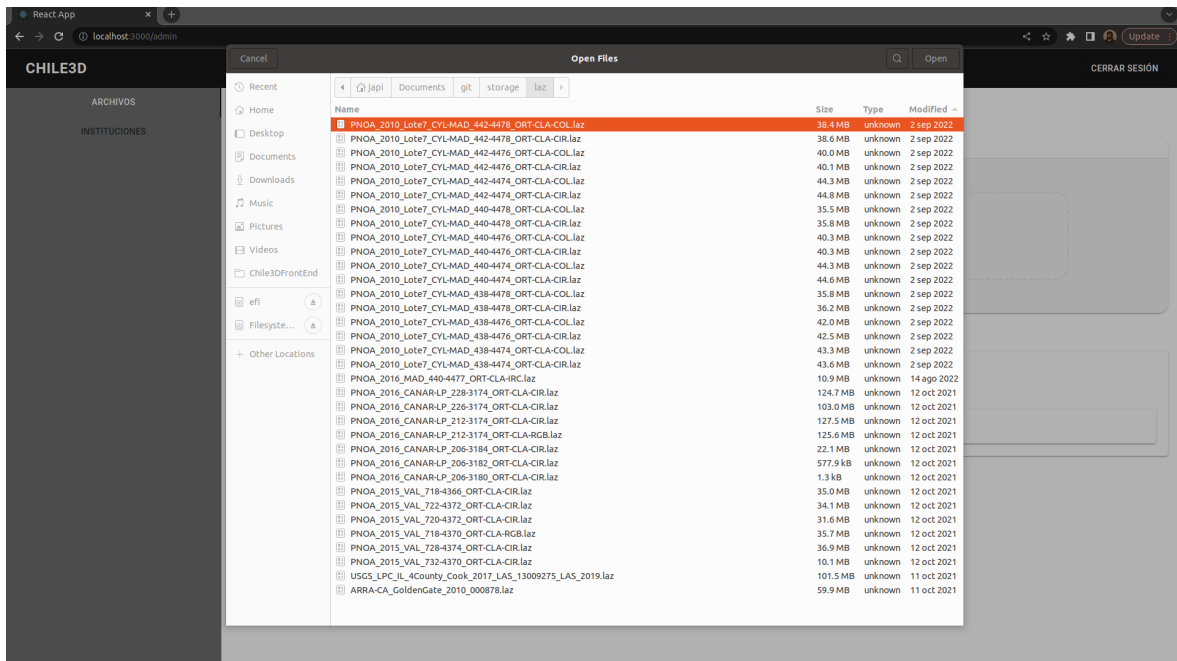 React App
localhost:3000/admin
Update
CHILE3D
CERRAR SESIÓN
ARCHIVOS
INSTITUCIONES
Cancel Open Files Open
Recent
Home
Desktop
Documents
Downloads
Music
Pictures
Videos
Chile3DFrontEnd
efi
Filesyste...
+ Other Locations
japi Documents git storage laz
Name Size Type Modified
PNOA_2010_Lote7_CYL-MAD_442-4478_ORT-CLA-COL.laz 38.4 MB unknown 2 sep 2022
PNOA_2010_Lote7_CYL-MAD_442-4478_ORT-CLA-CIR.laz 38.6 MB unknown 2 sep 2022
PNOA_2010_Lote7_CYL-MAD_442-4476_ORT-CLA-COL.laz 40.0 MB unknown 2 sep 2022
PNOA_2010_Lote7_CYL-MAD_442-4476_ORT-CLA-CIR.laz 40.1 MB unknown 2 sep 2022
PNOA_2010_Lote7_CYL-MAD_442-4474_ORT-CLA-COL.laz 44.3 MB unknown 2 sep 2022
PNOA_2010_Lote7_CYL-MAD_442-4474_ORT-CLA-CIR.laz 44.8 MB unknown 2 sep 2022
PNOA_2010_Lote7_CYL-MAD_440-4478_ORT-CLA-COL.laz 35.5 MB unknown 2 sep 2022
PNOA_2010_Lote7_CYL-MAD_440-4478_ORT-CLA-CIR.laz 35.8 MB unknown 2 sep 2022
PNOA_2010_Lote7_CYL-MAD_440-4476_ORT-CLA-COL.laz 40.3 MB unknown 2 sep 2022
PNOA_2010_Lote7_CYL-MAD_440-4476_ORT-CLA-CIR.laz 40.3 MB unknown 2 sep 2022
PNOA_2010_Lote7_CYL-MAD_440-4474_ORT-CLA-COL.laz 44.3 MB unknown 2 sep 2022
PNOA_2010_Lote7_CYL-MAD_440-4474_ORT-CLA-CIR.laz 44.6 MB unknown 2 sep 2022
PNOA_2010_Lote7_CYL-MAD_438-4478_ORT-CLA-COL.laz 35.8 MB unknown 2 sep 2022
PNOA_2010_Lote7_CYL-MAD_438-4478_ORT-CLA-CIR.laz 36.2 MB unknown 2 sep 2022
PNOA_2010_Lote7_CYL-MAD_438-4476_ORT-CLA-COL.laz 42.0 MB unknown 2 sep 2022
PNOA_2010_Lote7_CYL-MAD_438-4476_ORT-CLA-CIR.laz 42.5 MB unknown 2 sep 2022
PNOA_2010_Lote7_CYL-MAD_438-4474_ORT-CLA-COL.laz 43.3 MB unknown 2 sep 2022
PNOA_2010_Lote7_CYL-MAD_438-4474_ORT-CLA-CIR.laz 43.6 MB unknown 2 sep 2022
PNOA_2016_MAD_440-4477_ORT-CLA-IRC.laz 10.9 MB unknown 14 ago 2022
PNOA_2016_CANAR-LP_228-3174_ORT-CLA-CIR.laz 124.7 MB unknown 12 oct 2021
PNOA_2016_CANAR-LP_226-3174_ORT-CLA-CIR.laz 103.0 MB unknown 12 oct 2021
PNOA_2016_CANAR-LP_212-3174_ORT-CLA-CIR.laz 127.5 MB unknown 12 oct 2021
PNOA_2016_CANAR-LP_212-3174_ORT-CLA-RGB.laz 125.6 MB unknown 12 oct 2021
PNOA_2016_CANAR-LP_206-3184_ORT-CLA-CIR.laz 22.1 MB unknown 12 oct 2021
PNOA_2016_CANAR-LP_206-3182_ORT-CLA-CIR.laz 577.9 kB unknown 12 oct 2021
PNOA_2016_CANAR-LP_206-3180_ORT-CLA-CIR.laz 1.3 kB unknown 12 oct 2021
PNOA_2015_VAL_718-4366_ORT-CLA-CIR.laz 35.0 MB unknown 12 oct 2021
PNOA_2015_VAL_722-4372_ORT-CLA-CIR.laz 34.1 MB unknown 12 oct 2021
PNOA_2015_VAL_720-4372_ORT-CLA-CIR.laz 31.6 MB unknown 12 oct 2021
PNOA_2015_VAL_718-4370_ORT-CLA-RGB.laz 35.7 MB unknown 12 oct 2021
PNOA_2015_VAL_728-4374_ORT-CLA-CIR.laz 36.9 MB unknown 12 oct 2021
PNOA_2015_VAL_732-4370_ORT-CLA-CIR.laz 10.1 MB unknown 12 oct 2021
USGS_LPC_IL_4County_Cook_2017_LAS_13009275_LAS_2019.laz 101.5 MB unknown 11 oct 2021
ARRA-CA_GoldenGate_2010_000878.laz 59.9 MB unknown 11 oct 2021